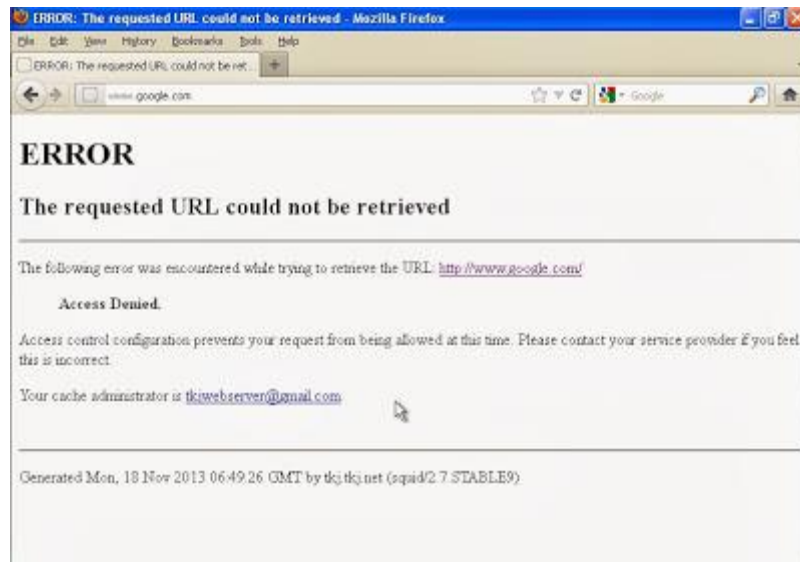 ERROR: The requested URL could not be retrieved - Mozilla Firefox
File Edit View History Bookmarks Tools Help
ERROR: The requested URL could not be ret...
www.google.com
Google
ERROR
The requested URL could not be retrieved
The following error was encountered while trying to retrieve the URL: http://www.google.com/
Access Denied.
Access control configuration prevents your request from being allowed at this time. Please contact your service provider if you feel
this is incorrect.
Your cache administrator is tkjwebserver@gmail.com.
Generated Mon, 18 Nov 2013 06:49:26 GMT by tkj.tkj.net (squid/2.7.STABLE9)